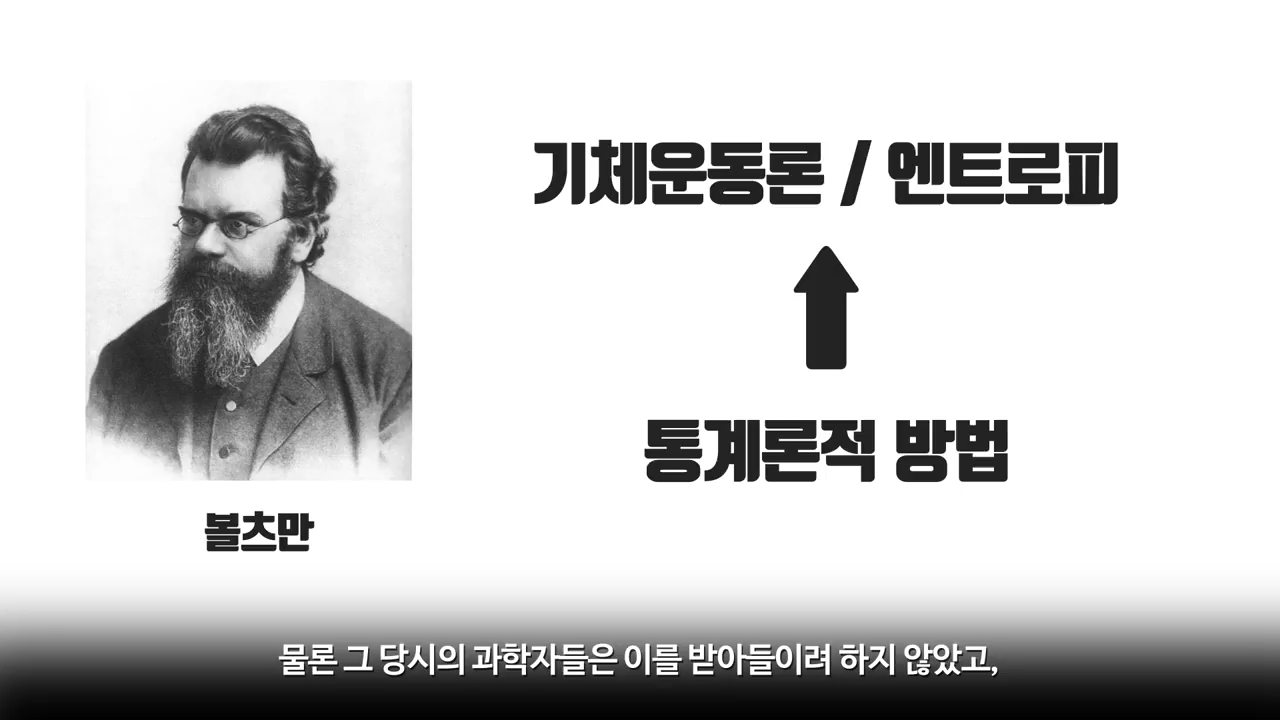 기체운동론 / 엔트로피
통계론적 방법
볼츠만
물론 그 당시의 과학자들은 이를 받아들이려 하지 않았고,